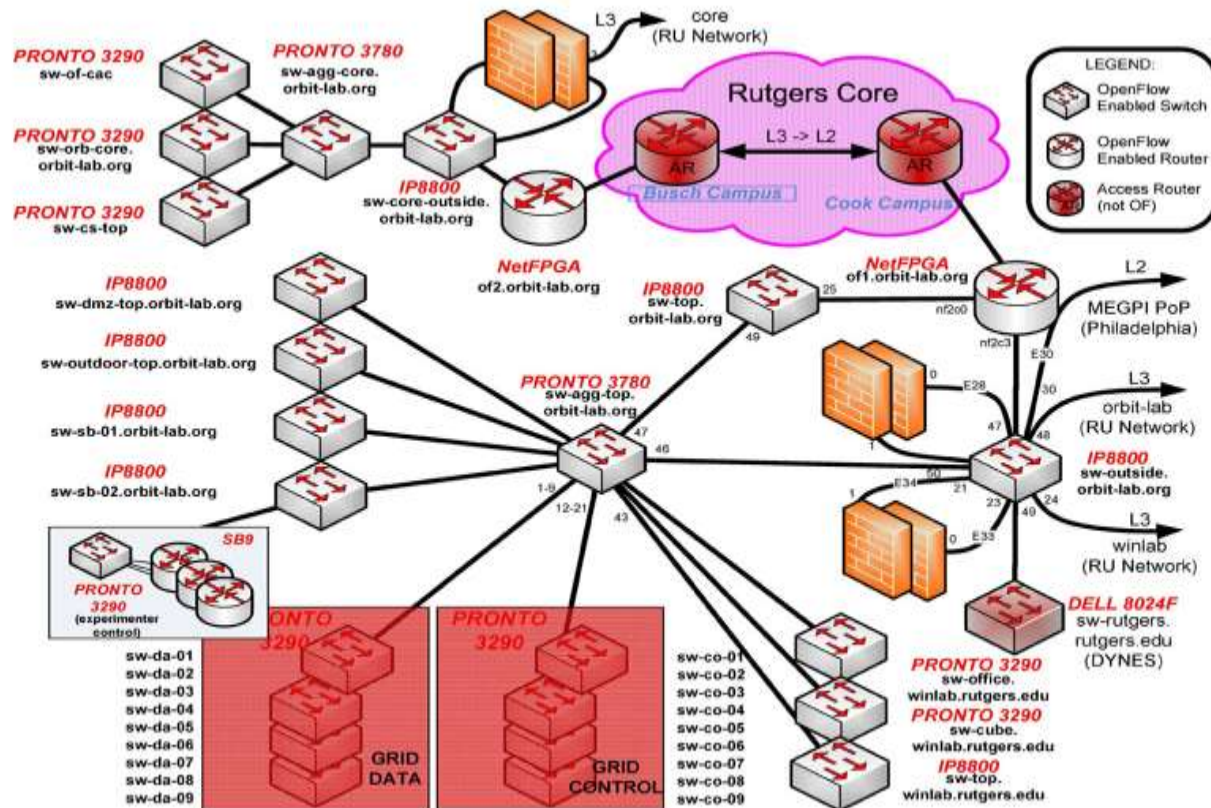 PRONTO 3290
sw-of-cac
PRONTO 3780
sw-agg-core.
orbit-lab.org
L3
core
(RU Network)
PRONTO 3290
sw-orb-core.
orbit-lab.org
PRONTO 3290
sw-cs-top
IP8800
sw-core-outside.
orbit-lab.org
NetFPGA
of2.orbit-lab.org
Rutgers Core
L3 -> L2
AR
AR
Busch Campus
Cook Campus
LEGEND:
OpenFlow
Enabled Switch
OpenFlow
Enabled Router
Access Router
(not OF)
NetFPGA
of1.orbit-lab.org
nf2c0
nf2c3
IP8800
sw-top.
orbit-lab.org
25
49
L2
MEGPI PoP
(Philadelphia)
E30
30
L3
orbit-lab
(RU Network)
IP8800
sw-outside.
orbit-lab.org
L3
winlab
(RU Network)
0
E28
1
47
48
50
21
23
49
24
1
E34
0
E33
DELL 8024F
sw-rutgers.
rutgers.edu
(DYNES)
IP8800
sw-dmz-top.orbit-lab.org
IP8800
sw-outdoor-top.orbit-lab.org
IP8800
sw-sb-01.orbit-lab.org
IP8800
sw-sb-02.orbit-lab.org
PRONTO 3780
sw-agg-top.
orbit-lab.org
47
46
1-9
12-21
43
SB9
PRONTO
3290
(experimenter
control)
PRONTO
3290
sw-da-01
sw-da-02
sw-da-03
sw-da-04
sw-da-05
sw-da-06
sw-da-07
sw-da-08
sw-da-09
GRID
DATA
PRONTO
3290
GRID
CONTROL
sw-co-01
sw-co-02
sw-co-03
sw-co-04
sw-co-05
sw-co-06
sw-co-07
sw-co-08
sw-co-09
PRONTO 3290
sw-office.
winlab.rutgers.edu
PRONTO 3290
sw-cube.
winlab.rutgers.edu
IP8800
sw-top.
winlab.rutgers.edu